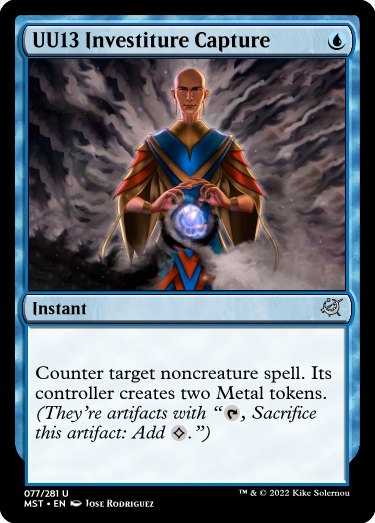 UU13 Investiture Capture
Instant
Counter target noncreature spell. Its
controller creates two Metal tokens.
(They're artifacts with “, Sacrifice
this artifact: Add .”)
077/281 U
MST • EN Jose Rodriguez
™ & © 2022 Kike Solernou